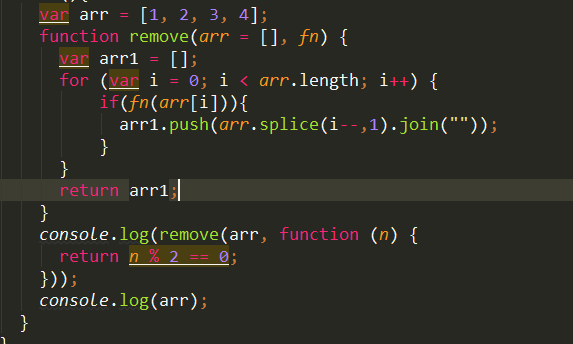 var arr = [1, 2, 3, 4];
function remove(arr = [], fn) {
var arr1 = [];
for (var i = 0; i < arr.length; i++) {
if(fn(arr[i])){
arr1.push(arr.splice(i--,1).join(""));
}
}
return arr1;
}
console.log(remove(arr, function (n) {
return n % 2 == 0;
}));
console.log(arr);
}